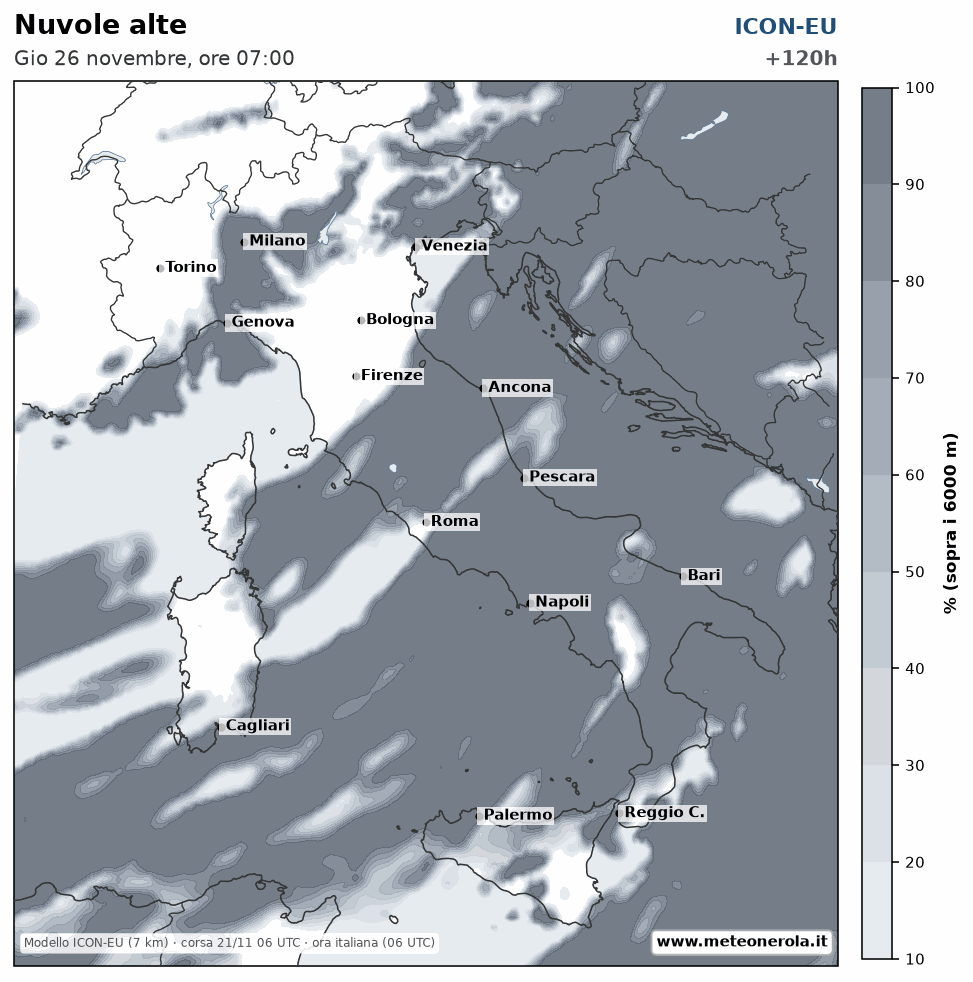 Nuvole alte
ICON-EU
Gio 26 novembre, ore 07:00
+120h
100
90
80
70
60
50
40
30
20
10
% (sopra i 6000 m)
Milano
Venezia
Torino
Genova
Bologna
Firenze
Ancona
Pescara
Roma
Bari
Napoli
Cagliari
Palermo
Reggio C.
Modello ICON-EU (7 km) · corsa 21/11 06 UTC · ora italiana (06 UTC)
www.meteonerola.it